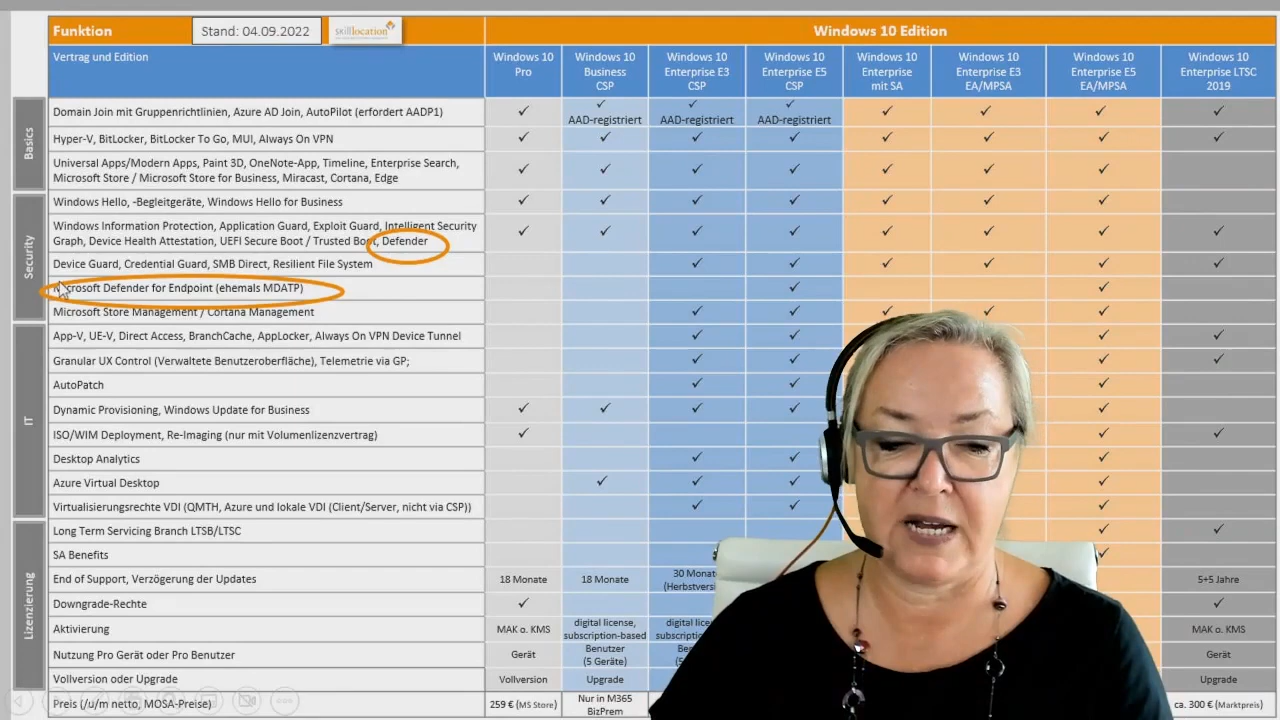 Funktion
Stand: 04.09.2022
skilllocation
Windows 10 Edition
Vertrag und Edition
Windows 10
Pro
Windows 10
Business
CSP
Windows 10
Enterprise E3
CSP
Windows 10
Enterprise E5
CSP
Windows 10
Enterprise
mit SA
Windows 10
Enterprise E3
EA/MPSA
Windows 10
Enterprise E5
EA/MPSA
Windows 10
Enterprise LTSC
2019
Basics
Domain Join mit Gruppenrichtlinien, Azure AD Join, AutoPilot (erfordert AADP1)
✓
✓
AAD-registriert
✓
AAD-registriert
✓
AAD-registriert
✓ ✓ ✓ ✓
Hyper-V, BitLocker, BitLocker To Go, MUI, Always On VPN
✓ ✓ ✓ ✓ ✓ ✓ ✓ ✓
Universal Apps/Modern Apps, Paint 3D, OneNote-App, Timeline, Enterprise Search,
Microsoft Store / Microsoft Store for Business, Miracast, Cortana, Edge
✓ ✓ ✓ ✓ ✓ ✓ ✓
Security
Windows Hello, -Begleitgeräte, Windows Hello for Business
✓ ✓ ✓ ✓ ✓ ✓ ✓
Windows Information Protection, Application Guard, Exploit Guard, Intelligent Security
Graph, Device Health Attestation, UEFI Secure Boot / Trusted Boot, Defender
✓ ✓ ✓ ✓ ✓ ✓ ✓ ✓
Device Guard, Credential Guard, SMB Direct, Resilient File System
✓ ✓ ✓ ✓ ✓ ✓
Microsoft Defender for Endpoint (ehemals MDATP)
✓ ✓
Microsoft Store Management / Cortana Management
✓ ✓ ✓ ✓ ✓
IT
App-V, UE-V, Direct Access, BranchCache, AppLocker, Always On VPN Device Tunnel
✓ ✓ ✓ ✓
Granular UX Control (Verwaltete Benutzeroberfläche), Telemetrie via GP;
✓ ✓ ✓ ✓
AutoPatch
✓ ✓ ✓
Dynamic Provisioning, Windows Update for Business
✓ ✓ ✓ ✓ ✓
ISO/WIM Deployment, Re-Imaging (nur mit Volumenlizenzvertrag)
✓ ✓ ✓
Desktop Analytics
✓ ✓ ✓
Azure Virtual Desktop
✓ ✓ ✓ ✓
Virtualisierungsrechte VDI (QMTH, Azure und lokale VDI (Client/Server, nicht via CSP))
✓ ✓ ✓
Lizenzierung
Long Term Servicing Branch LTSB/LTSC
✓ ✓
SA Benefits
✓
End of Support, Verzögerung der Updates
18 Monate
18 Monate
30
5+5 Jahre
Downgrade-Rechte
✓ ✓
Aktivierung
MAK o. KMS
digital license,
subscription-based
digital
MAK o. KMS
Nutzung Pro Gerät oder Pro Benutzer
Gerät
Benutzer
(5 Geräte)
Gerät
Vollversion oder Upgrade
Vollversion
Upgrade
Upgrade
Preis (/u/m netto, MOSA-Preise)
259 € (MS Store)
Nur in M365
BizPrem
ca. 300 € (Marktpreis)